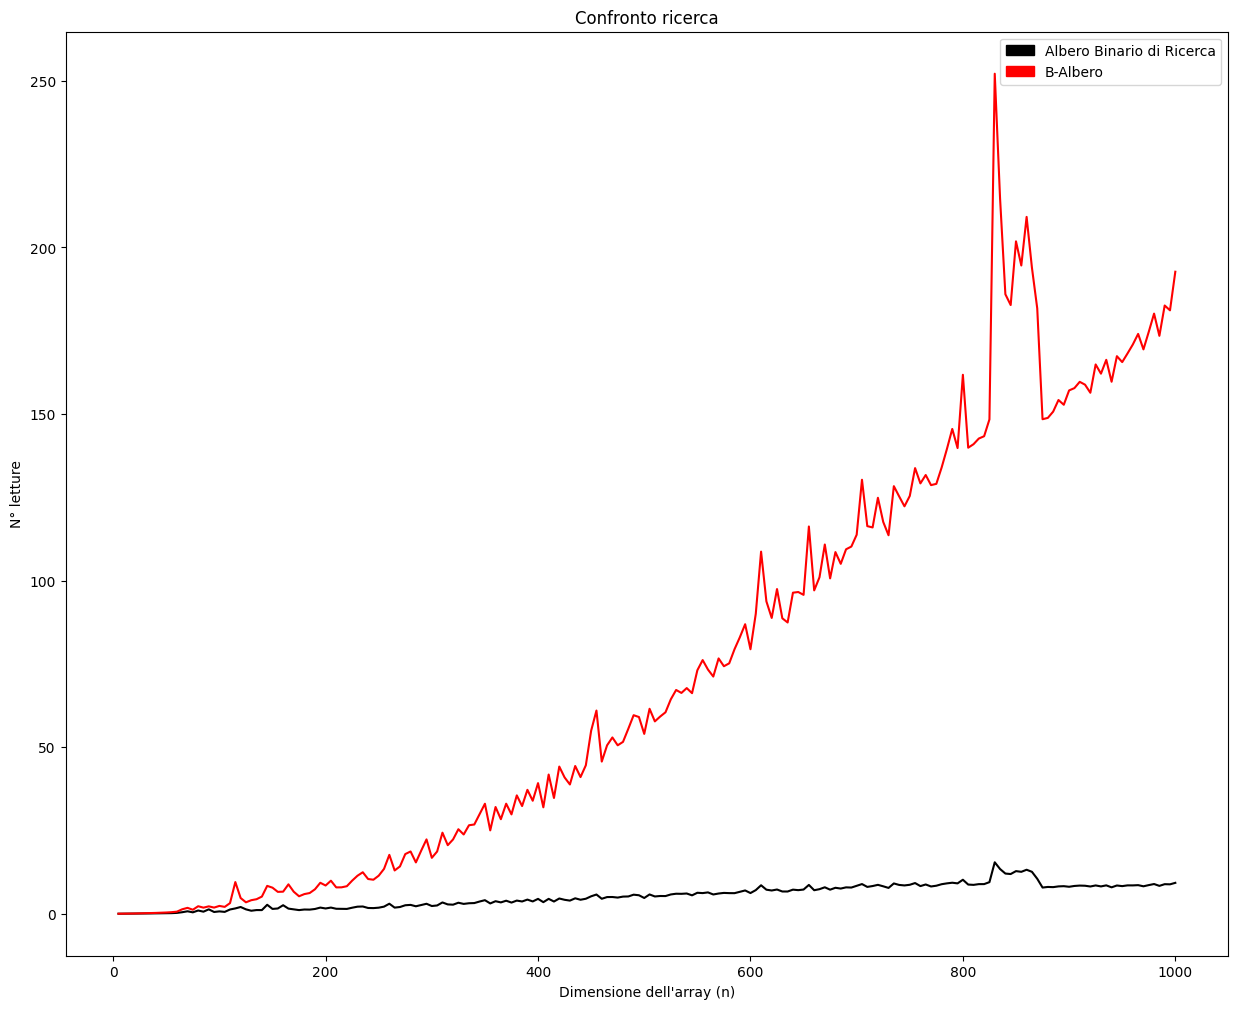 Confronto ricerca
Albero Binario di Ricerca
B-Albero
250
200
150
100
50
0
N° letture
0 200 400 600 800 1000
Dimensione dell'array (n)